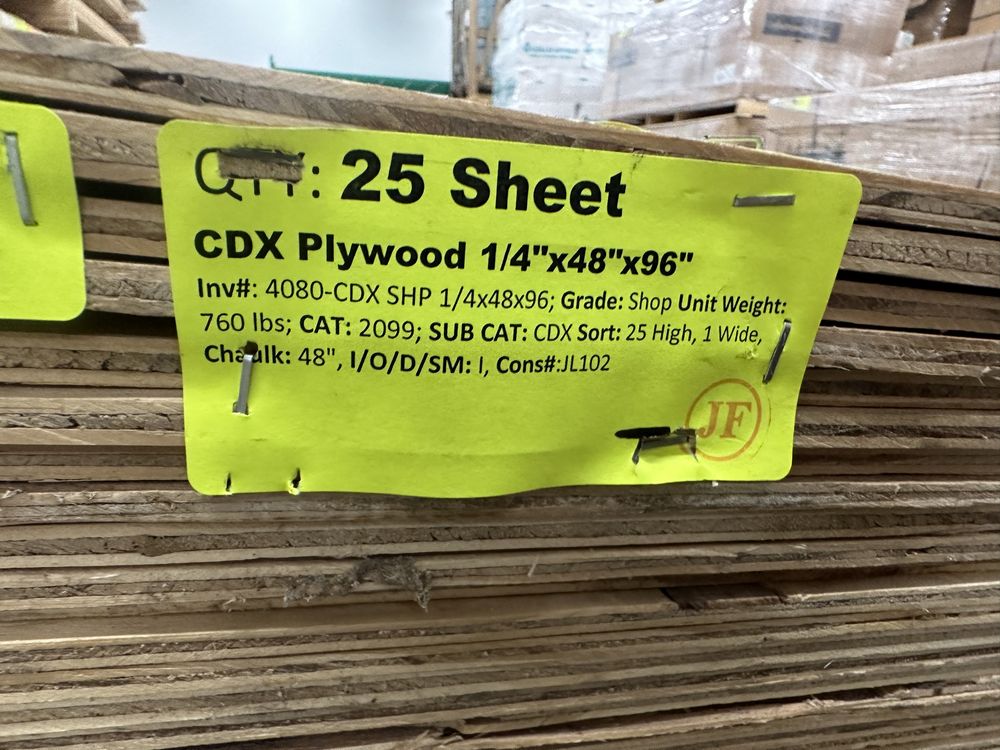 QTY: 25 Sheet
CDX Plywood 1/4"x48"x96"
Inv#: 4080-CDX SHP 1/4x48x96; Grade: Shop Unit Weight:
760 lbs; CAT: 2099; SUB CAT: CDX Sort: 25 High, 1 Wide,
Chaulk: 48", I/O/D/SM: I, Cons#:JL102
JF